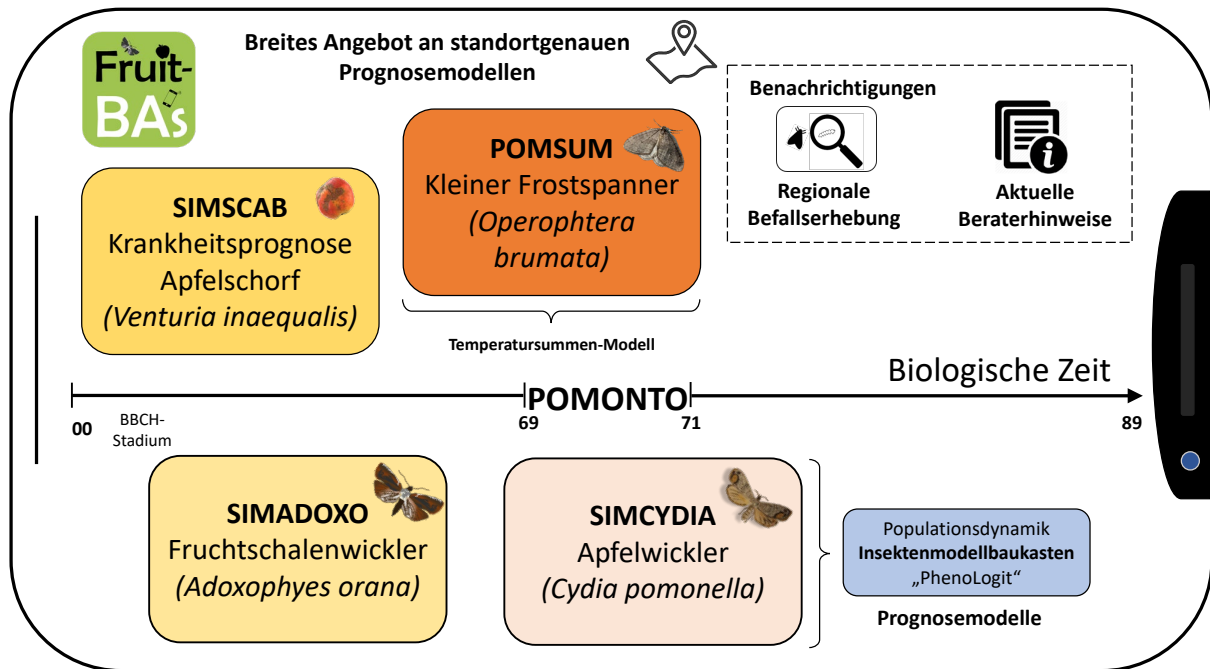 Fruit-
BAs
Breites Angebot an standortgenauen
Prognosemodellen
Benachrichtigungen
Regionale
Befallserhebung
Aktuelle
Beraterhinweise
SIMSCAB
Krankheitsprognose
Apfelschorf
(Venturia inaequalis)
POMSUM
Kleiner Frostspanner
(Operophtera
brumata)
Temperatursummen-Modell
Biologische Zeit
POMONTO
00
BBCH-
Stadium
69
71
89
SIMADOXO
Fruchtschalenwickler
(Adoxophyes orana)
SIMCYDIA
Apfelwickler
(Cydia pomonella)
Populationsdynamik
Insektenmodellbaukasten
„PhenoLogit“
Prognosemodelle